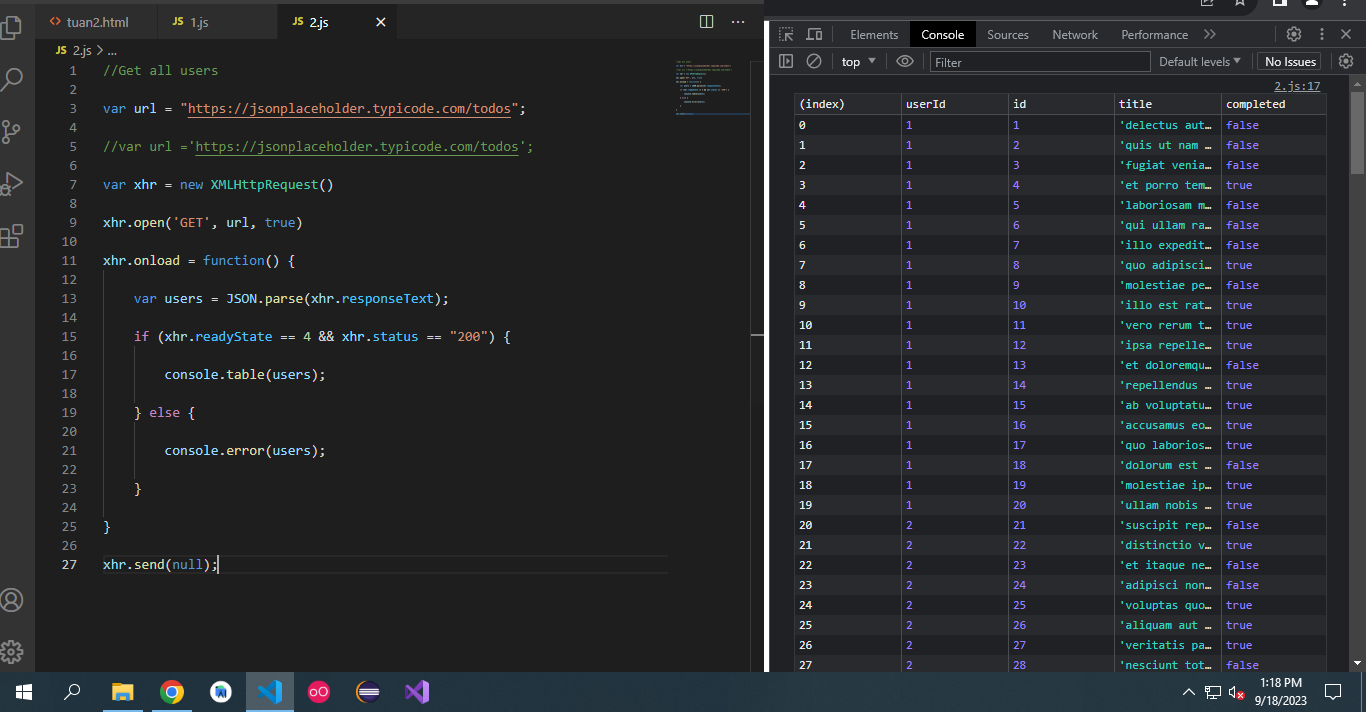 tuan2.html
JS 1.js
JS 2.js
JS 2.js > ...
1 //Get all users
2
3 var url = "https://jsonplaceholder.typicode.com/todos";
4
5 //var url ='https://jsonplaceholder.typicode.com/todos';
6
7 var xhr = new XMLHttpRequest()
8
9 xhr.open('GET', url, true)
10
11 xhr.onload = function() {
12
13 var users = JSON.parse(xhr.responseText);
14
15 if (xhr.readyState == 4 && xhr.status == "200") {
16
17 console.table(users);
18
19 } else {
20
21 console.error(users);
22
23 }
24
25 }
26
27 xhr.send(null);
Elements Console Sources Network Performance
top Filter Default levels No Issues
2.js:17
(index) userId id title completed
0 1 1 'delectus aut… false
1 1 2 'quis ut nam … false
2 1 3 'fugiat venia… false
3 1 4 'et porro tem… true
4 1 5 'laboriosam m… false
5 1 6 'qui ullam ra… false
6 1 7 'illo expedit… false
7 1 8 'quo adipisci… true
8 1 9 'molestiae pe… false
9 1 10 'illo est rat… true
10 1 11 'vero rerum t… true
11 1 12 'ipsa repelle… true
12 1 13 'et doloremqu… false
13 1 14 'repellendus … true
14 1 15 'ab voluptatu… true
15 1 16 'accusamus eo… true
16 1 17 'quo laborios… true
17 1 18 'dolorum est … false
18 1 19 'molestiae ip… true
19 1 20 'ullam nobis … true
20 2 21 'suscipit rep… false
21 2 22 'distinctio v… true
22 2 23 'et itaque ne… false
23 2 24 'adipisci non… false
24 2 25 'voluptas quo… true
25 2 26 'aliquam aut … true
26 2 27 'veritatis pa… true
27 2 28 'nesciunt tot… false
1:18 PM
9/18/2023